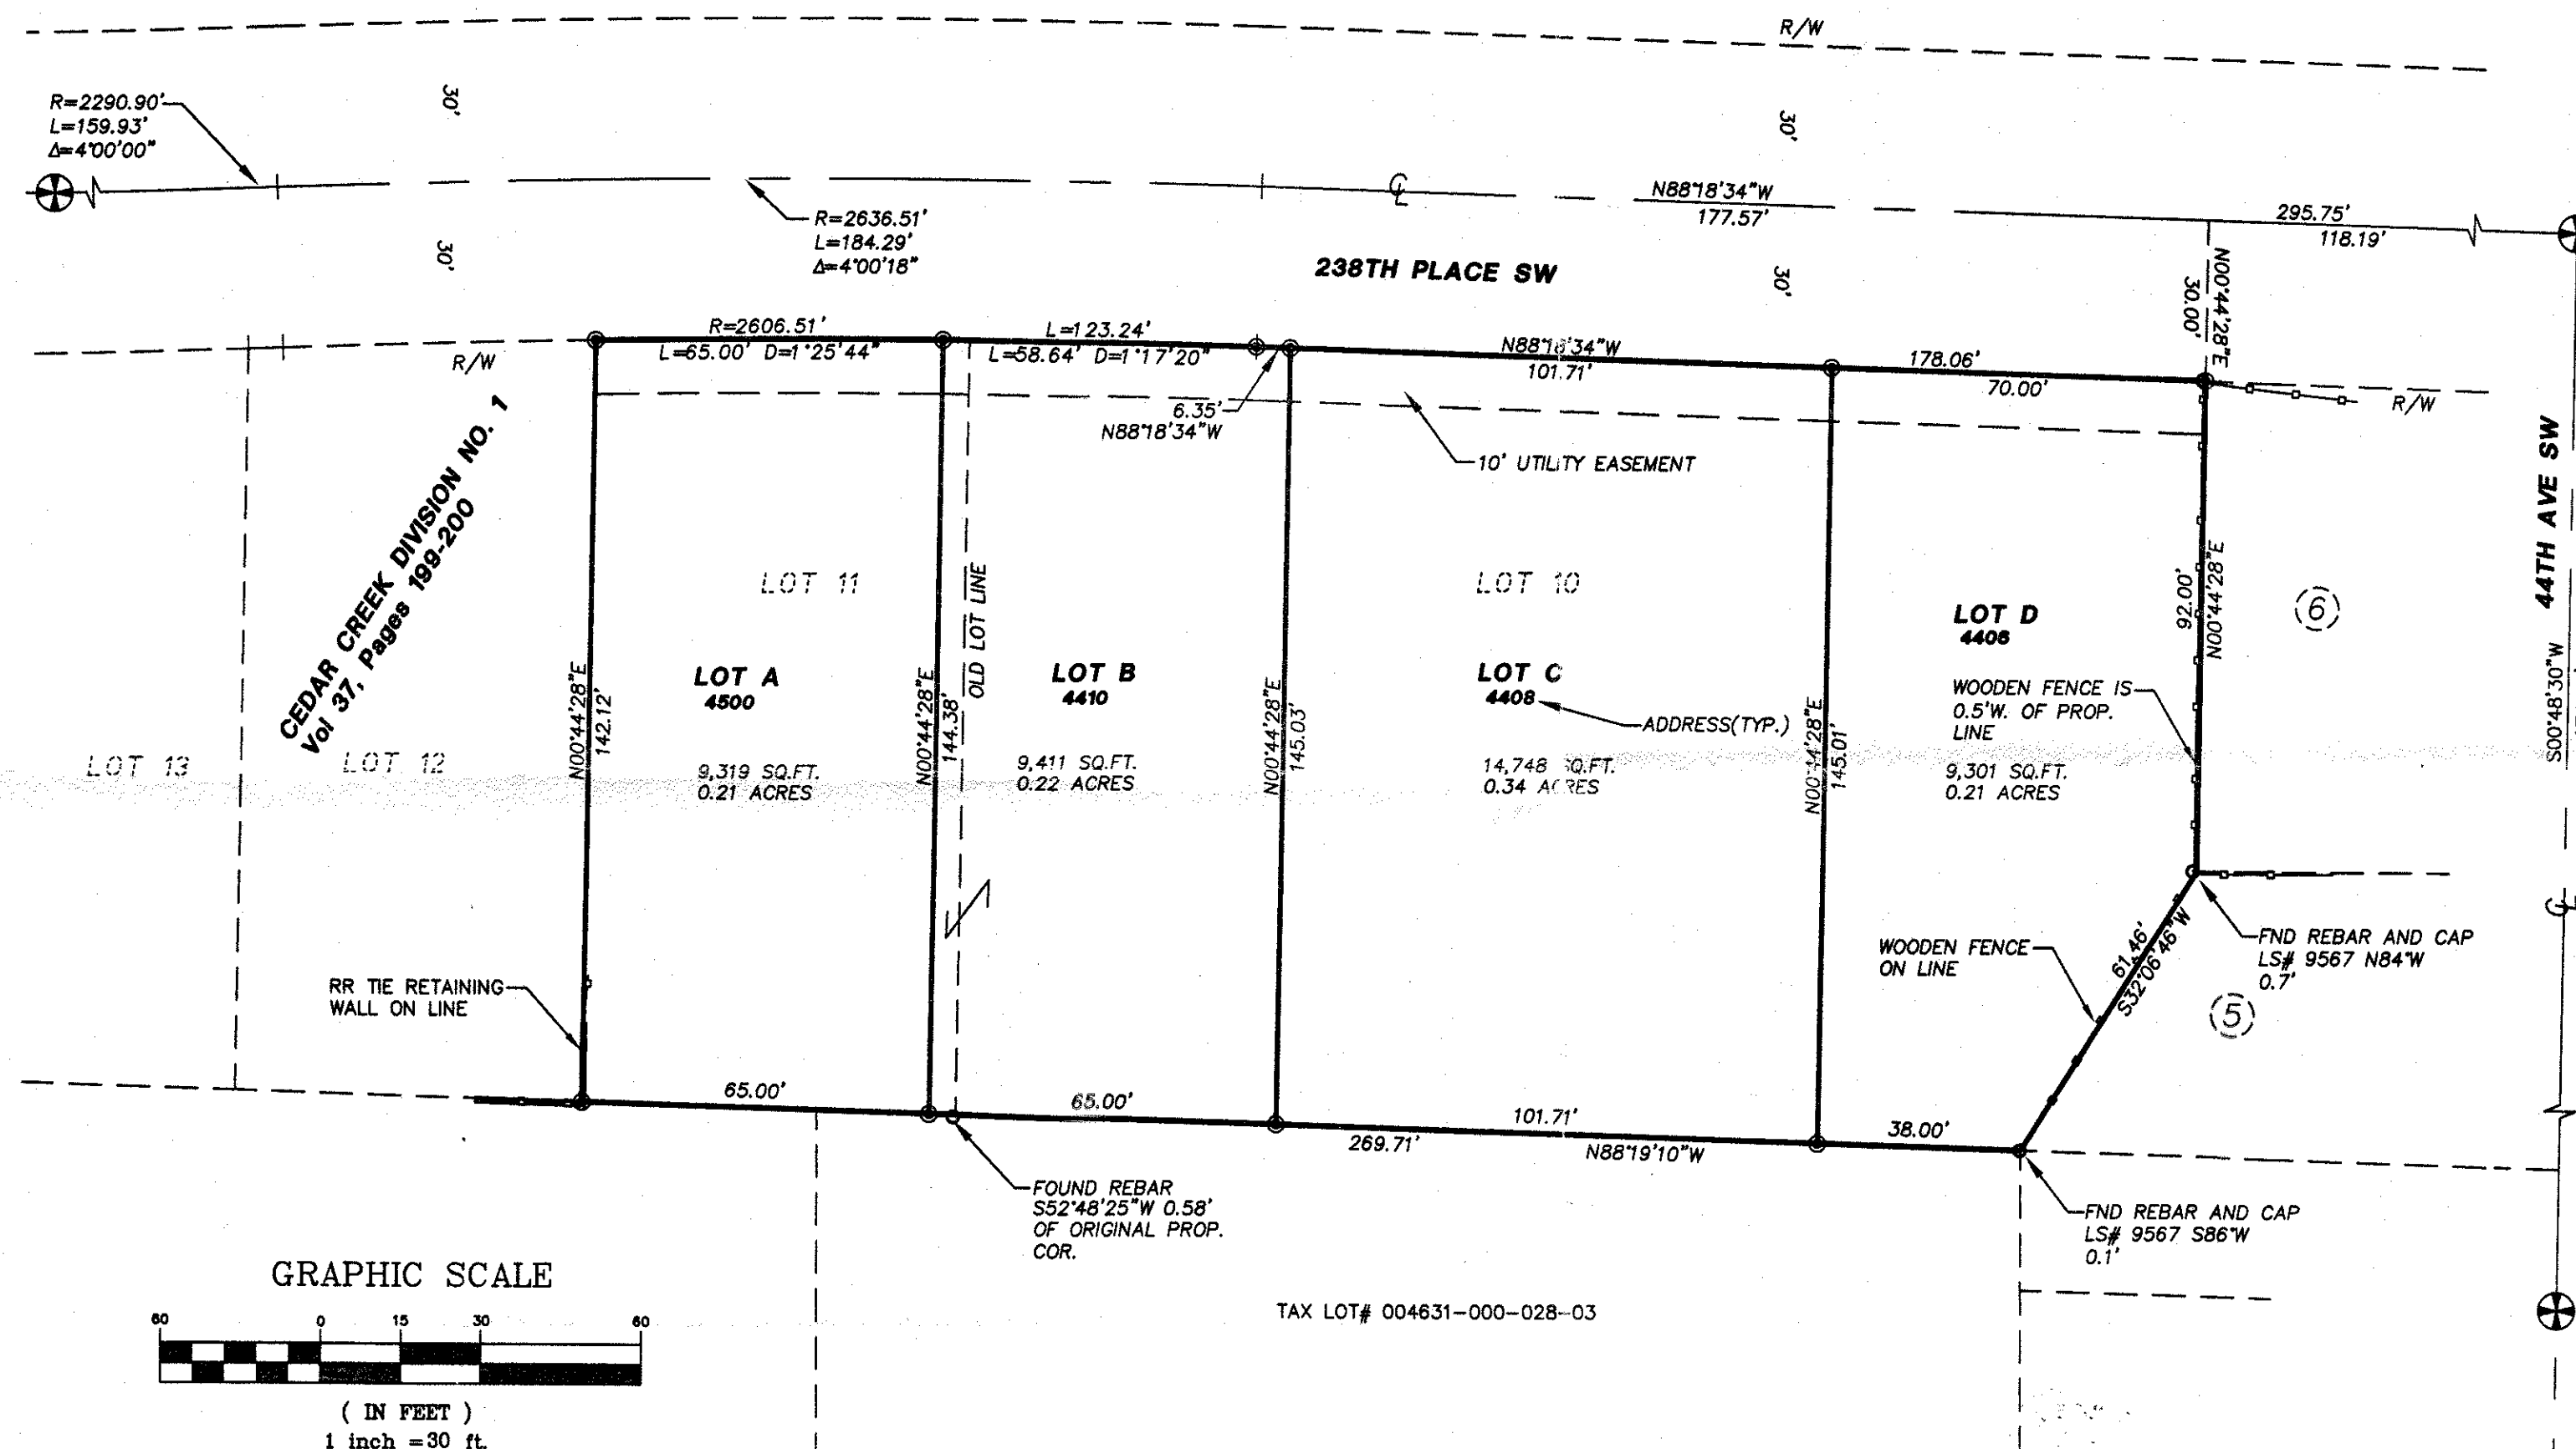 R/W
R=2290.90'
L=159.93'
Δ=4°00'00"
30'
30'
R=2636.51'
L=184.29'
Δ=4°00'18"
N88°18'34"W
177.57'
295.75'
118.19'
30'
30'
238TH PLACE SW
N00°44'28"E
30.00'
R=2606.51'
L=65.00' D=1°25'44"
L=123.24'
L=58.64' D=1°17'20"
N88°18'34"W
101.71'
178.06'
70.00'
R/W
R/W
6.35'
N88°18'34"W
10' UTILITY EASEMENT
CEDAR CREEK DIVISION NO. 1
Vol 37, Pages 199-200
44TH AVE SW
S00°48'30"W
LOT 11
LOT 10
OLD LOT LINE
LOT D
4406
92.00'
N00°44'28"E
6
LOT A
4500
LOT B
4410
LOT C
4408
ADDRESS(TYP.)
WOODEN FENCE IS
0.5'W. OF PROP.
LINE
N00°44'28"E
142.12'
N00°44'28"E
144.38'
N00°44'28"E
145.03'
N00°44'28"E
145.01'
LOT 13
LOT 12
9,319 SQ.FT.
0.21 ACRES
9,411 SQ.FT.
0.22 ACRES
14,748 SQ.FT.
0.34 ACRES
9,301 SQ.FT.
0.21 ACRES
RR TIE RETAINING
WALL ON LINE
WOODEN FENCE
ON LINE
61.46'
S32°06'46"W
FND REBAR AND CAP
LS# 9567 N84°W
0.7'
5
65.00'
65.00'
101.71'
38.00'
269.71'
N88°19'10"W
FOUND REBAR
S52°48'25"W 0.58'
OF ORIGINAL PROP.
COR.
FND REBAR AND CAP
LS# 9567 S86°W
0.1'
GRAPHIC SCALE
60 0 15 30 60
( IN FEET )
1 inch =30 ft.
TAX LOT# 004631-000-028-03